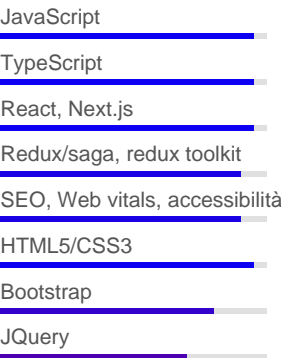 JavaScript
TypeScript
React, Next.js
Redux/saga, redux toolkit
SEO, Web vitals, accessibilità
HTML5/CSS3
Bootstrap
JQuery